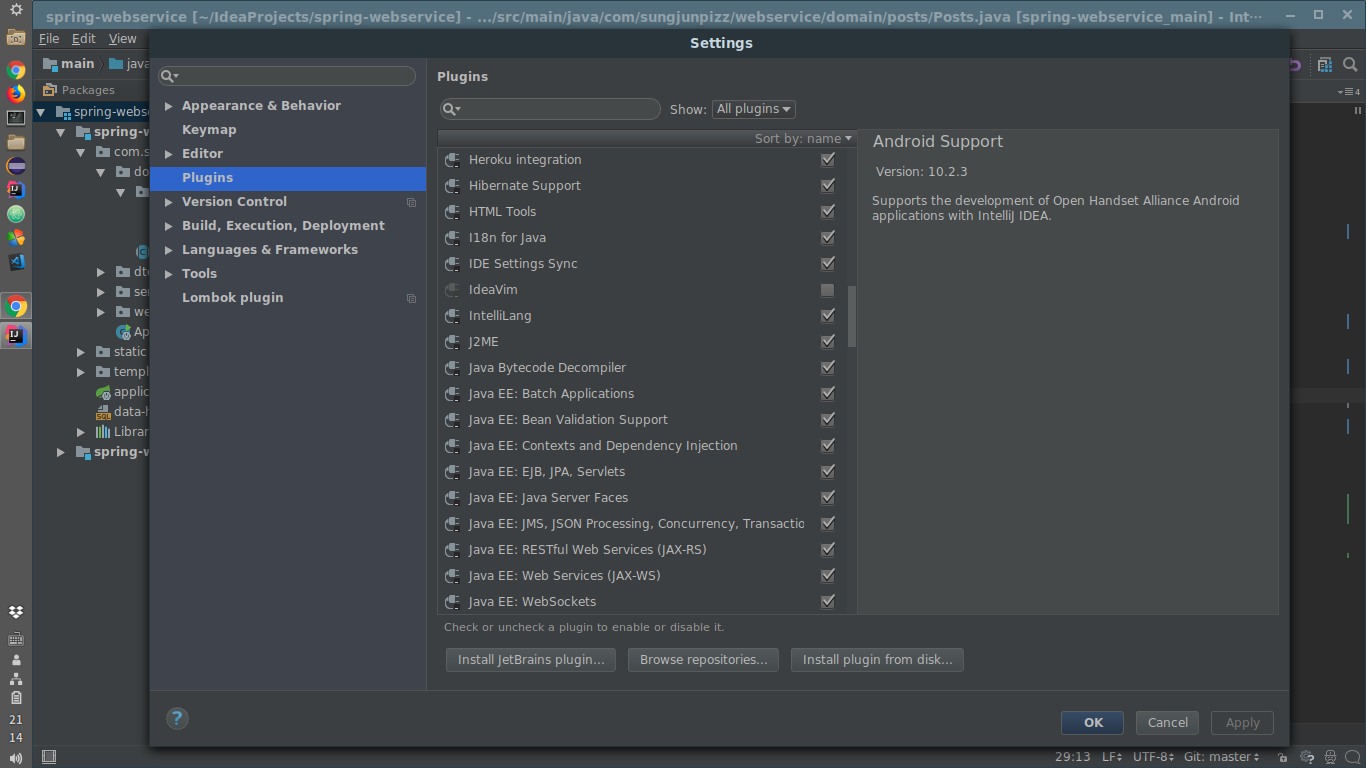 spring-webservice [~/IdeaProjects/spring-webservice] - .../src/main/java/com/sungjunpizz/webservice/domain/posts/Posts.java [spring-webservice_main] - Int...
File Edit View
main java
Packages
Settings
Appearance & Behavior
Keymap
Editor
Plugins
Version Control
Build, Execution, Deployment
Languages & Frameworks
Tools
Lombok plugin
spring-webse
spring-w
com.s
do
dto
ser
we
Ap
static
templ
applic
data-h
Librar
spring-w
Plugins
Show: All plugins
Sort by: name
Heroku integration
Hibernate Support
HTML Tools
I18n for Java
IDE Settings Sync
IdeaVim
IntelliLang
J2ME
Java Bytecode Decompiler
Java EE: Batch Applications
Java EE: Bean Validation Support
Java EE: Contexts and Dependency Injection
Java EE: EJB, JPA, Servlets
Java EE: Java Server Faces
Java EE: JMS, JSON Processing, Concurrency, Transactio
Java EE: RESTful Web Services (JAX-RS)
Java EE: Web Services (JAX-WS)
Java EE: WebSockets
Android Support
Version: 10.2.3
Supports the development of Open Handset Alliance Android
applications with IntelliJ IDEA.
Check or uncheck a plugin to enable or disable it.
Install JetBrains plugin... Browse repositories... Install plugin from disk...
? OK Cancel Apply
21
14
29:13 LF UTF-8 Git: master
4